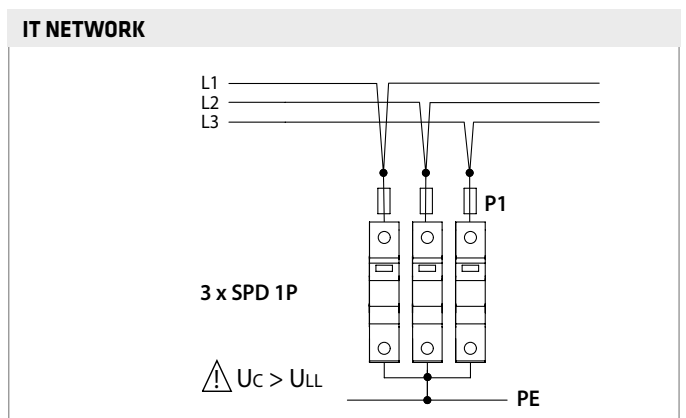 IT NETWORK
L1
L2
L3
P1
3 x SPD 1P
⚠ Uc > ULL
PE